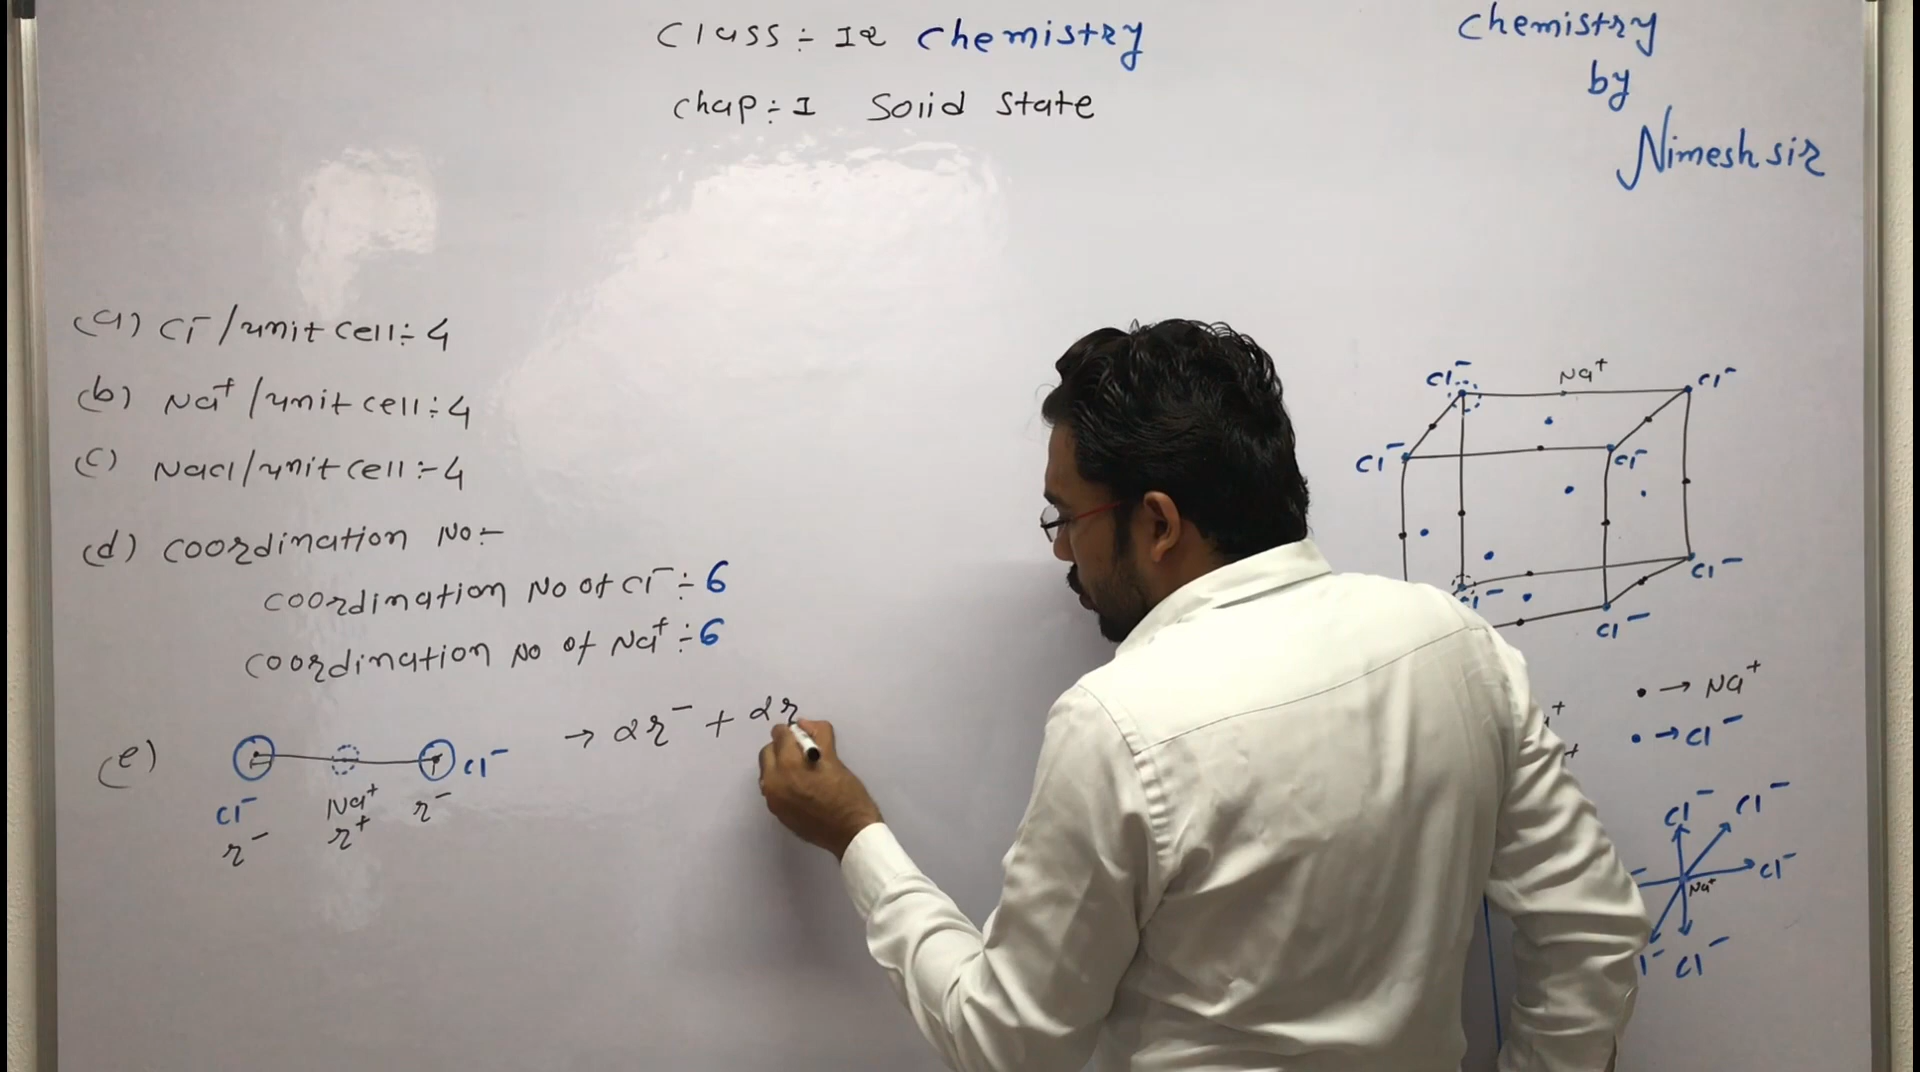 Class ÷ 12 Chemistry
Chap ÷ 1 Solid State
Chemistry
by
Nimesh sir
(a) Cl⁻ / unit cell ÷ 4
(b) Na⁺ / unit cell ÷ 4
(c) NaCl / unit cell :- 4
(d) Coordination No :-
Coordination No of Cl⁻ ÷ 6
Coordination No of Na⁺ ÷ 6
(e)
Cl⁻
→ 2r⁻ + 2r
Cl⁻ Na⁺ r⁻
r⁻ r⁺
Cl⁻ Na⁺ Cl⁻
Cl⁻ Cl⁻
Cl⁻
Cl⁻
• → Na⁺
• → Cl⁻
Cl⁻ Cl⁻
Cl⁻
Na⁺
Cl⁻